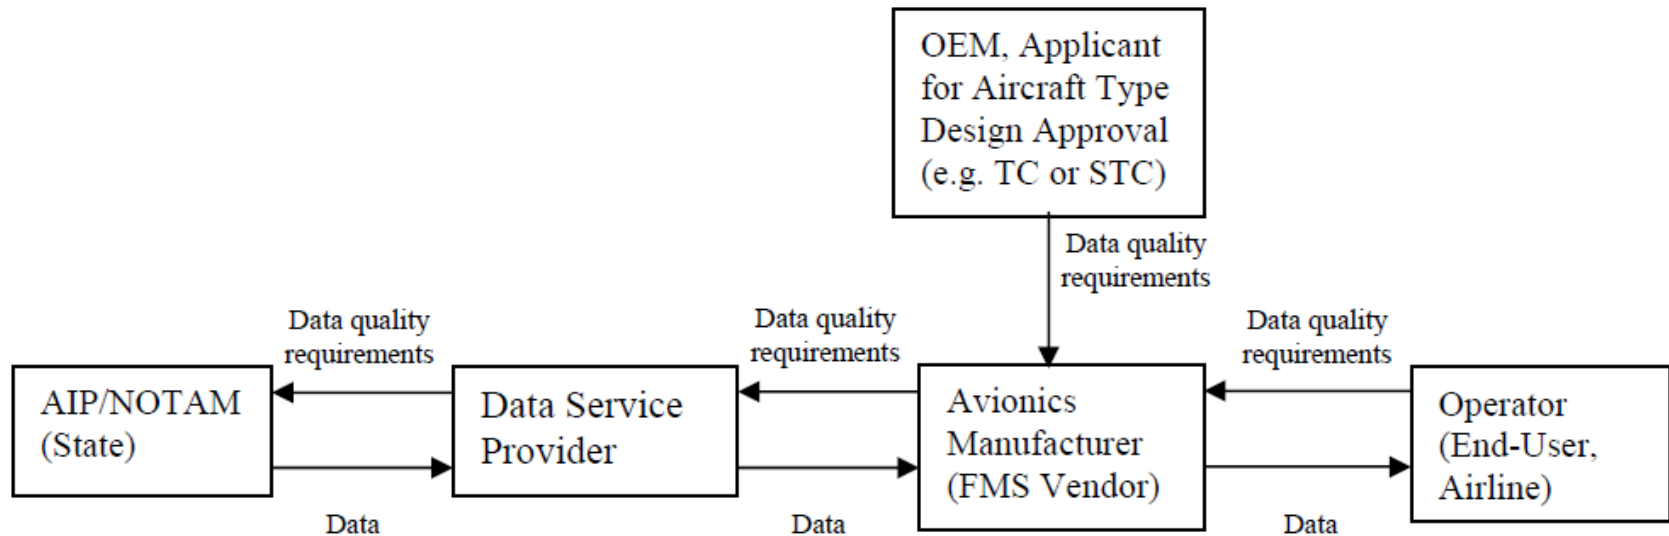 OEM, Applicant
for Aircraft Type
Design Approval
(e.g. TC or STC)
Data quality
requirements
Data quality
requirements
Data quality
requirements
Data quality
requirements
AIP/NOTAM
(State)
Data Service
Provider
Avionics
Manufacturer
(FMS Vendor)
Operator
(End-User,
Airline)
Data
Data
Data